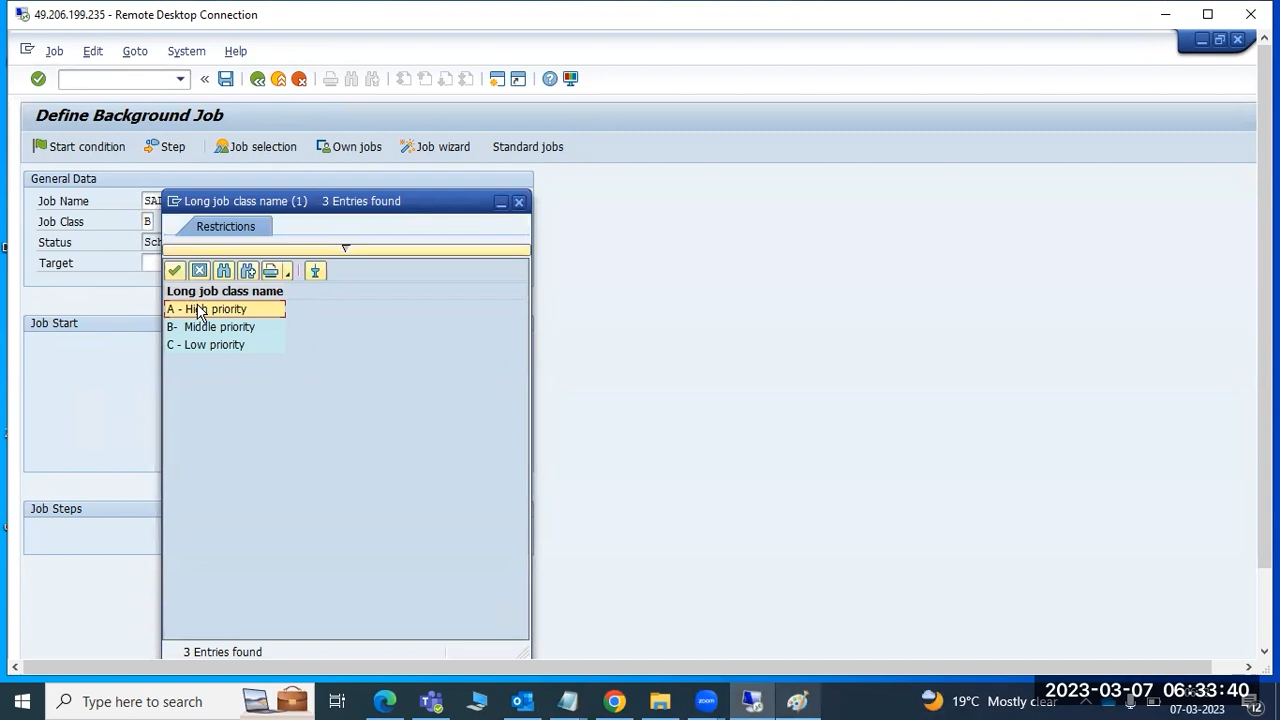 49.206.199.235 - Remote Desktop Connection
Job Edit Goto System Help
Define Background Job
Start condition Step Job selection Own jobs Job wizard Standard jobs
General Data
Job Name
Job Class B
Status
Target
Long job class name (1) 3 Entries found
Restrictions
Long job class name
A - High priority
B- Middle priority
C - Low priority
Job Start
Job Steps
3 Entries found
Type here to search
zoom
19°C Mostly clear
2023-03-07 06:33:40
07-03-2023
12